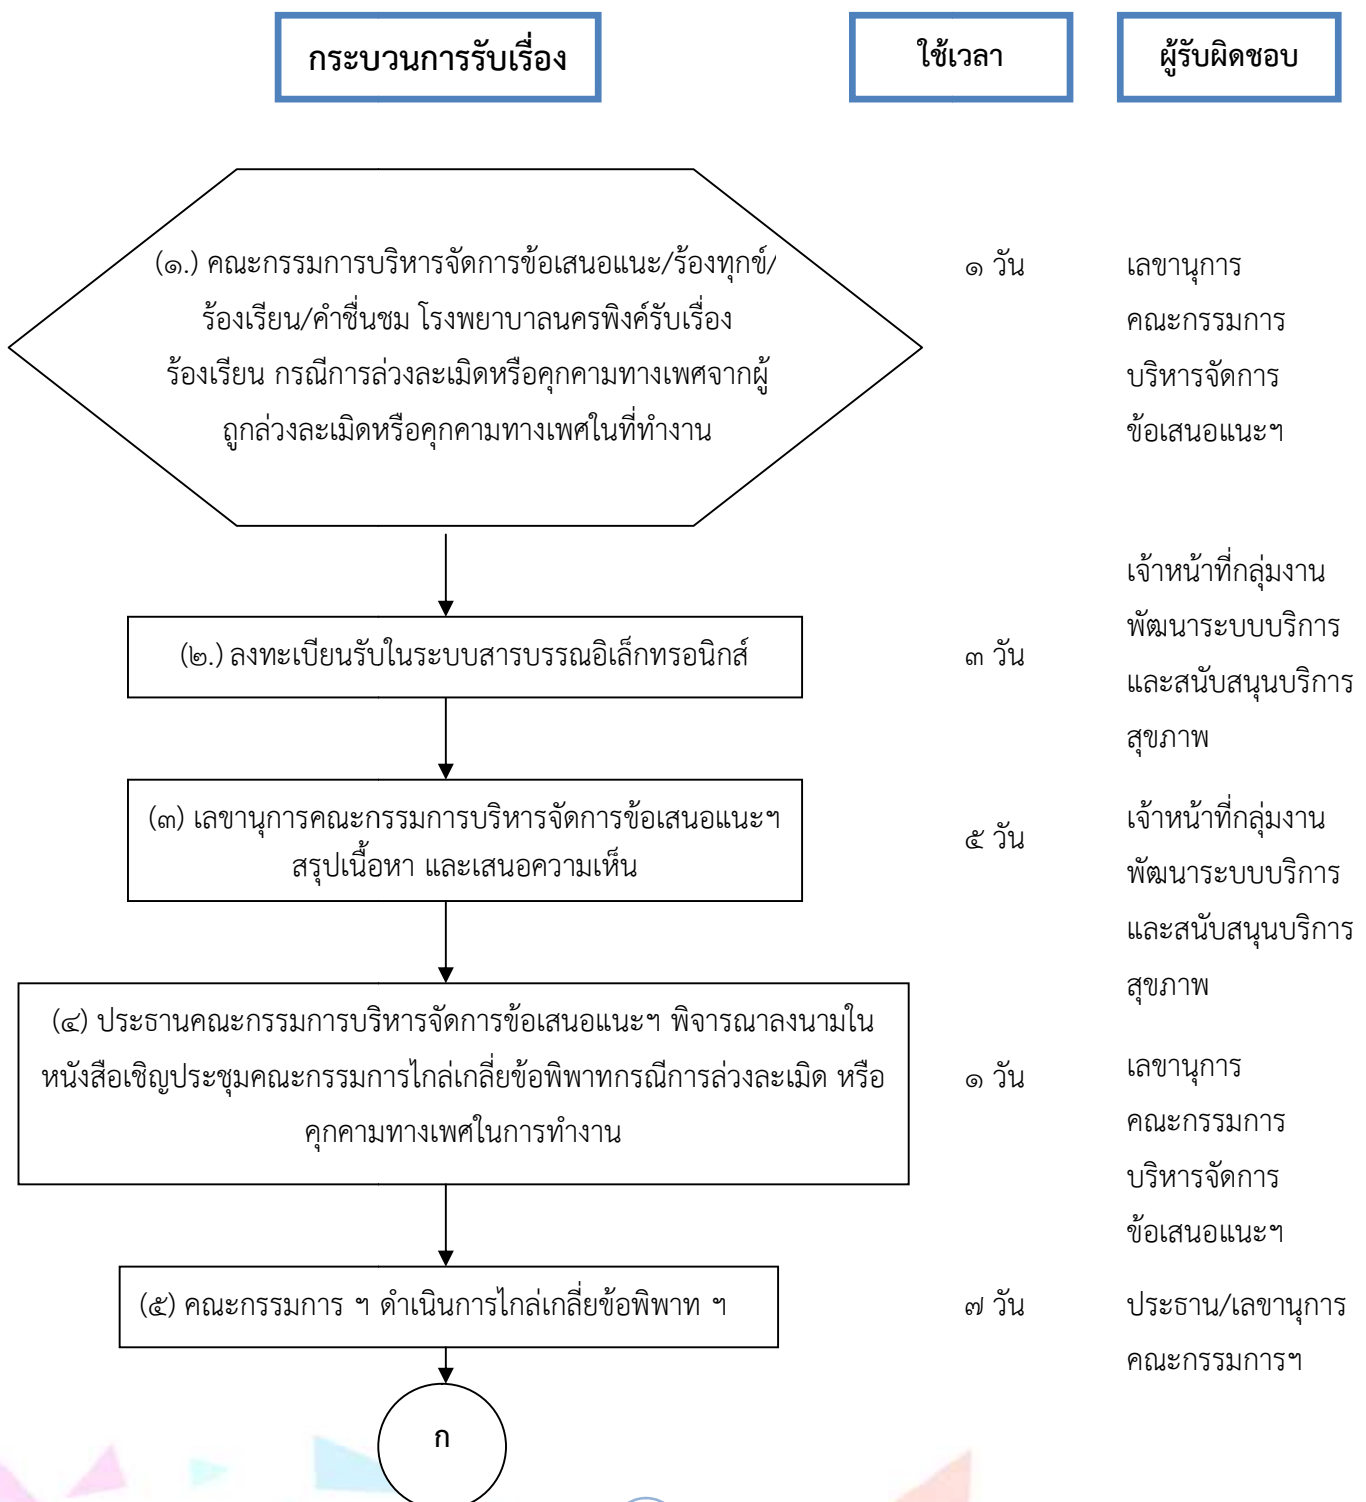 กระบวนการรับเรื่อง
ใช้เวลา
ผู้รับผิดชอบ
(๑.) คณะกรรมการบริหารจัดการข้อเสนอแนะ/ร้องทุกข์/
ร้องเรียน/คำชื่นชม โรงพยาบาลนครพิงค์รับเรื่อง
ร้องเรียน กรณีการล่วงละเมิดหรือคุกคามทางเพศจากผู้
ถูกล่วงละเมิดหรือคุกคามทางเพศในที่ทำงาน
๑ วัน
เลขานุการ
คณะกรรมการ
บริหารจัดการ
ข้อเสนอแนะฯ
(๒.) ลงทะเบียนรับในระบบสารบรรณอิเล็กทรอนิกส์
๓ วัน
เจ้าหน้าที่กลุ่มงาน
พัฒนาระบบบริการ
และสนับสนุนบริการ
สุขภาพ
(๓) เลขานุการคณะกรรมการบริหารจัดการข้อเสนอแนะฯ
สรุปเนื้อหา และเสนอความเห็น
๕ วัน
เจ้าหน้าที่กลุ่มงาน
พัฒนาระบบบริการ
และสนับสนุนบริการ
สุขภาพ
(๔) ประธานคณะกรรมการบริหารจัดการข้อเสนอแนะฯ พิจารณาลงนามใน
หนังสือเชิญประชุมคณะกรรมการไกล่เกลี่ยข้อพิพาทกรณีการล่วงละเมิด หรือ
คุกคามทางเพศในการทำงาน
๑ วัน
เลขานุการ
คณะกรรมการ
บริหารจัดการ
ข้อเสนอแนะฯ
(๕) คณะกรรมการ ฯ ดำเนินการไกล่เกลี่ยข้อพิพาท ฯ
๗ วัน
ประธาน/เลขานุการ
คณะกรรมการฯ
ก